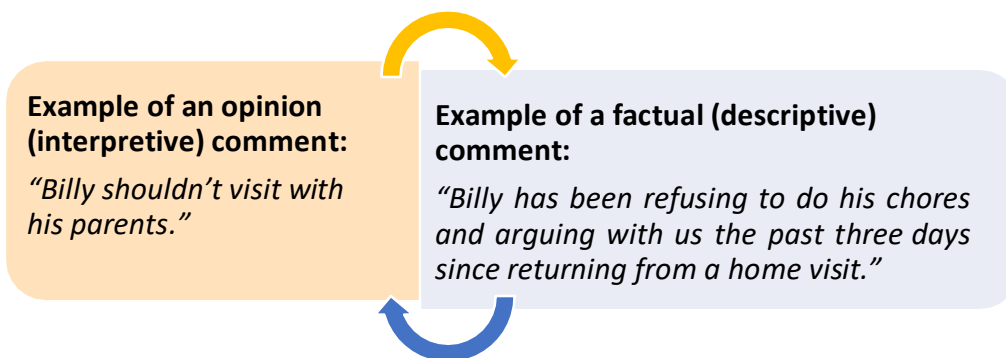 Example of an opinion
(interpretive) comment:
“Billy shouldn’t visit with
his parents.”
Example of a factual (descriptive)
comment:
“Billy has been refusing to do his chores
and arguing with us the past three days
since returning from a home visit.”